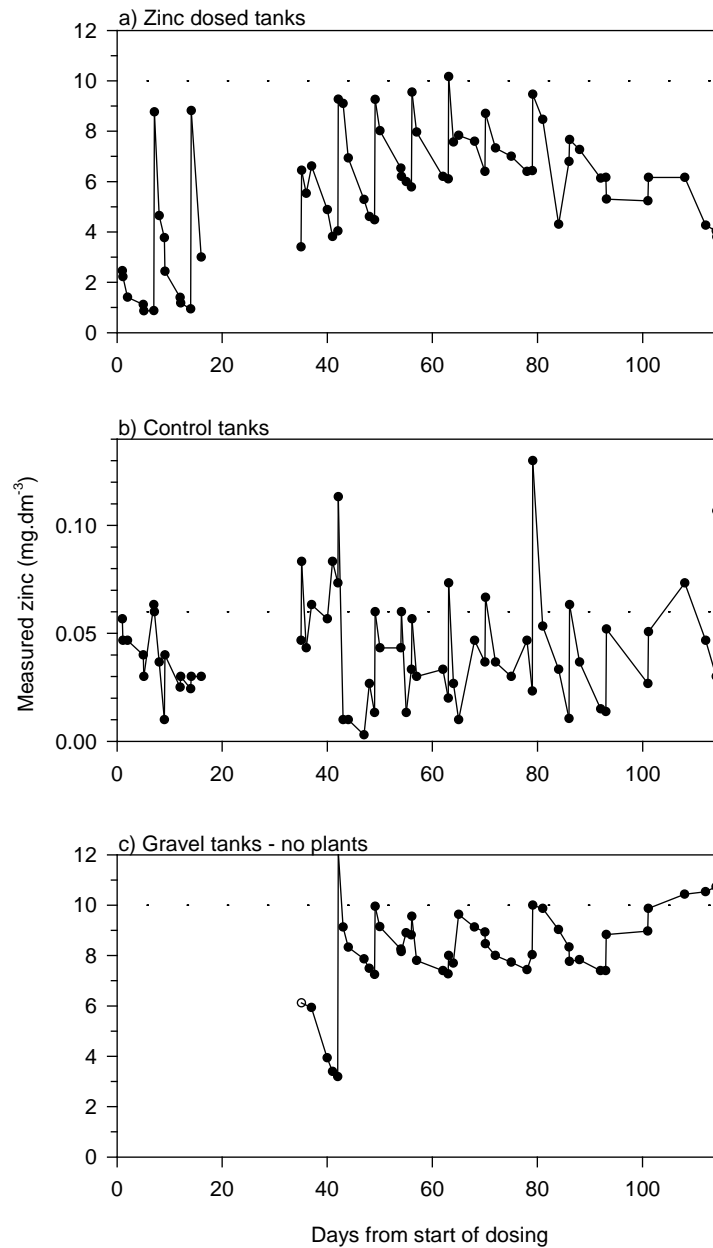 a) Zinc dosed tanks
12
10
8
6
4
2
0
0 20 40 60 80 100
b) Control tanks
0.10
0.05
0.00
0 20 40 60 80 100
Measured zinc (mg.dm-3)
c) Gravel tanks - no plants
12
10
8
6
4
2
0
0 20 40 60 80 100
Days from start of dosing